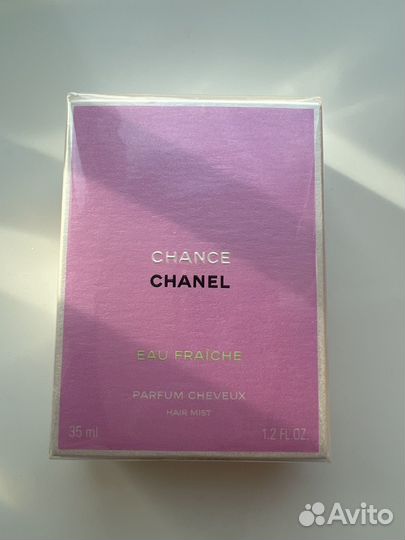 CHANCE
CHANEL
EAU FRAÎCHE
PARFUM CHEVEUX
HAIR MIST
35 ml 1.2 FL.OZ.
Avito